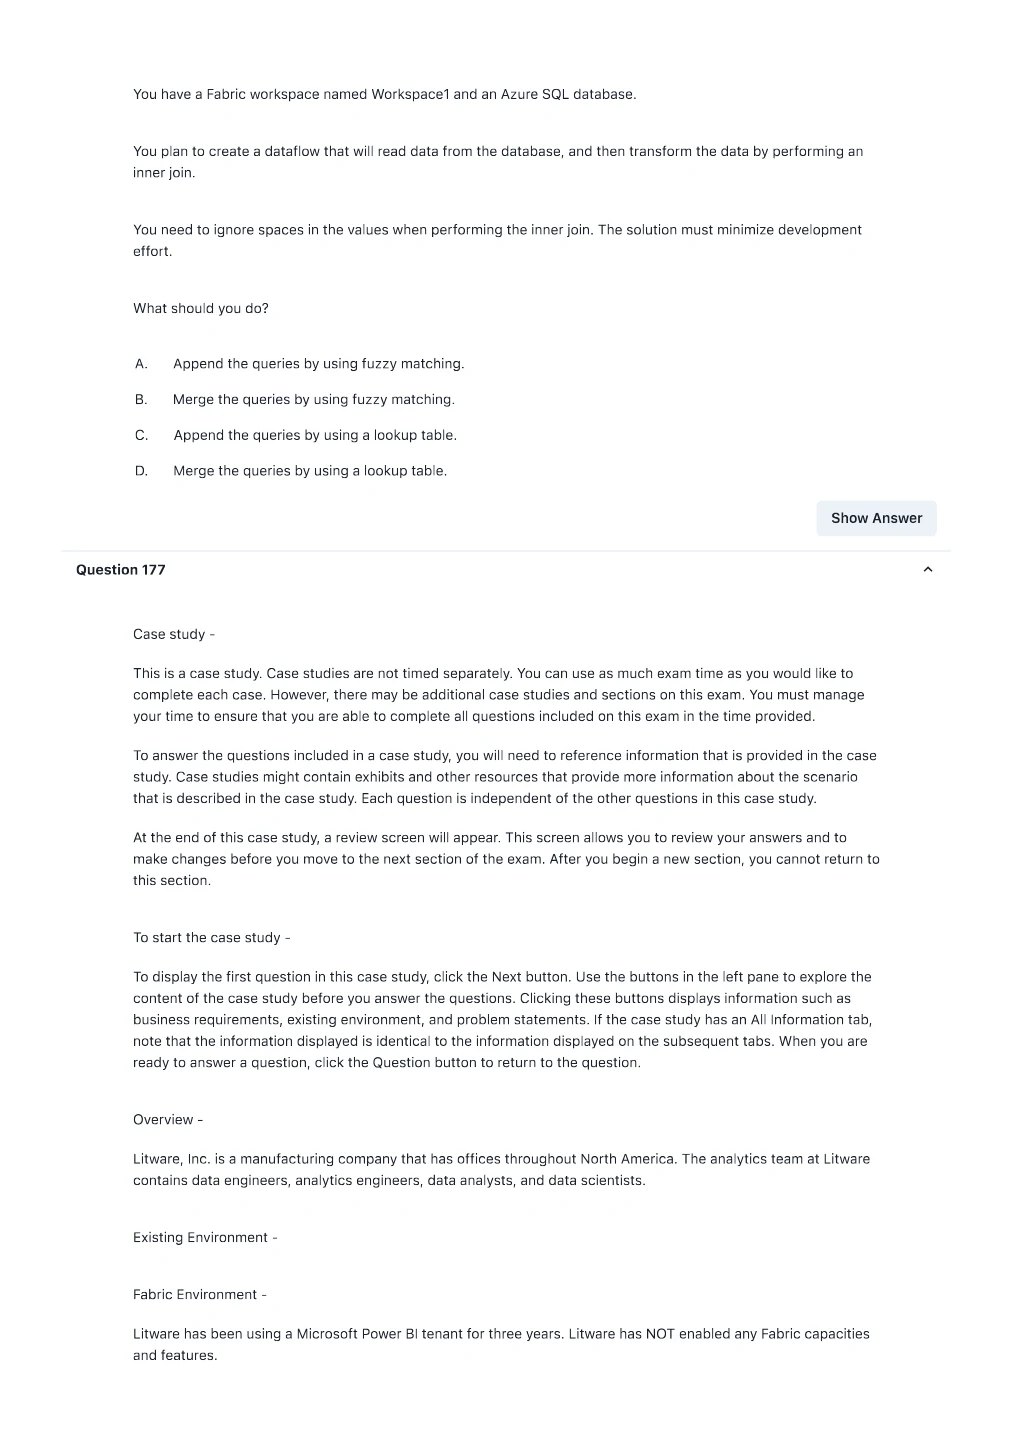 You have a Fabric workspace named Workspace1 and an Azure SQL database.
You plan to create a dataflow that will read data from the database, and then transform the data by performing an
inner join.
You need to ignore spaces in the values when performing the inner join. The solution must minimize development
effort.
What should you do?
A. Append the queries by using fuzzy matching.
B. Merge the queries by using fuzzy matching.
C. Append the queries by using a lookup table.
D. Merge the queries by using a lookup table.
Show Answer
Question 177
Case study -
This is a case study. Case studies are not timed separately. You can use as much exam time as you would like to
complete each case. However, there may be additional case studies and sections on this exam. You must manage
your time to ensure that you are able to complete all questions included on this exam in the time provided.
To answer the questions included in a case study, you will need to reference information that is provided in the case
study. Case studies might contain exhibits and other resources that provide more information about the scenario
that is described in the case study. Each question is independent of the other questions in this case study.
At the end of this case study, a review screen will appear. This screen allows you to review your answers and to
make changes before you move to the next section of the exam. After you begin a new section, you cannot return to
this section.
To start the case study -
To display the first question in this case study, click the Next button. Use the buttons in the left pane to explore the
content of the case study before you answer the questions. Clicking these buttons displays information such as
business requirements, existing environment, and problem statements. If the case study has an All Information tab,
note that the information displayed is identical to the information displayed on the subsequent tabs. When you are
ready to answer a question, click the Question button to return to the question.
Overview -
Litware, Inc. is a manufacturing company that has offices throughout North America. The analytics team at Litware
contains data engineers, analytics engineers, data analysts, and data scientists.
Existing Environment -
Fabric Environment -
Litware has been using a Microsoft Power BI tenant for three years. Litware has NOT enabled any Fabric capacities
and features.